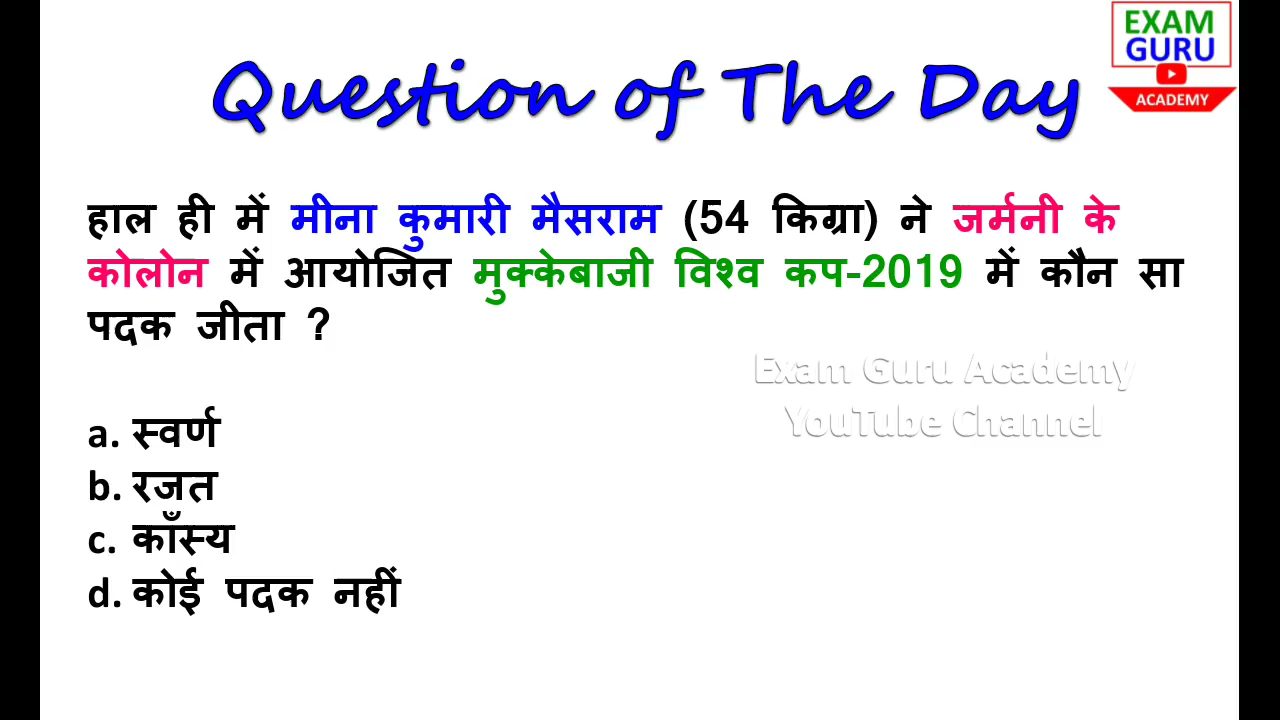 EXAM
GURU
ACADEMY
Question of The Day
हाल ही में मीना कुमारी मैसराम (54 किग्रा) ने जर्मनी के
कोलोन में आयोजित मुक्केबाजी विश्व कप-2019 में कौन सा
पदक जीता ?
Exam Guru Academy
YouTube Channel
a. स्वर्ण
b. रजत
c. काँस्य
d. कोई पदक नहीं